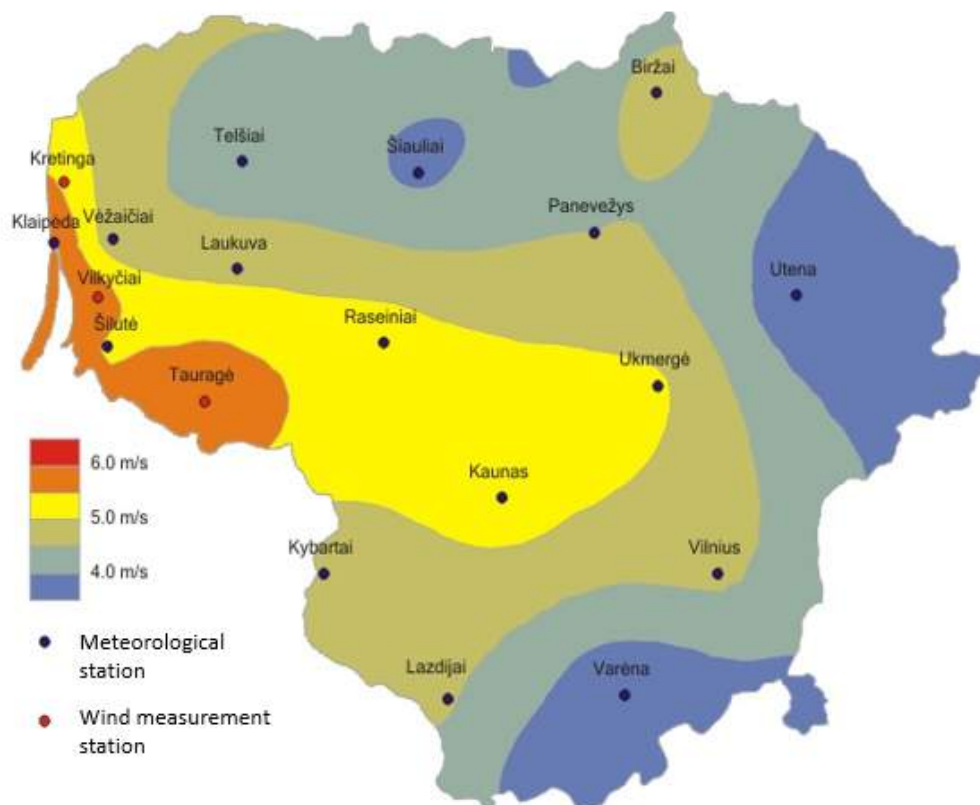 Biržai
Telšiai
Šiauliai
Kretinga
Panevežys
Klaipėda
Vėžaičiai
Laukuva
Utena
Vilkyčiai
Raseiniai
Šilutė
Ukmergė
Tauragė
6.0 m/s
Kaunas
5.0 m/s
Kybartai
Vilnius
4.0 m/s
Meteorological
station
Lazdijai
Varėna
Wind measurement
station